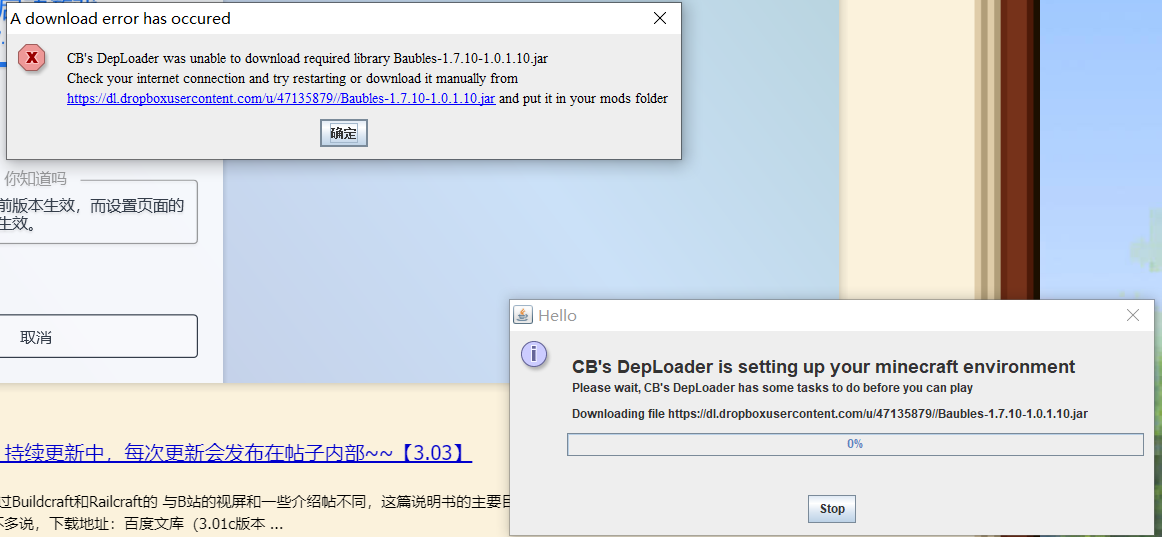 A download error has occured
CB's DepLoader was unable to download required library Baubles-1.7.10-1.0.1.10.jar
Check your internet connection and try restarting or download it manually from
https://dl.dropboxusercontent.com/u/47135879//Baubles-1.7.10-1.0.1.10.jar and put it in your mods folder
确定
你知道吗
前版本生效，而设置页面的
生效。
取消
Hello
CB's DepLoader is setting up your minecraft environment
Please wait, CB's DepLoader has some tasks to do before you can play
Downloading file https://dl.dropboxusercontent.com/u/47135879//Baubles-1.7.10-1.0.1.10.jar
0%
Stop
持续更新中，每次更新会发布在帖子内部~~【3.03】
过Buildcraft和Railcraft的 与B站的视屏和一些介绍帖不同，这篇说明书的主要目
不多说，下载地址：百度文库（3.01c版本 ...